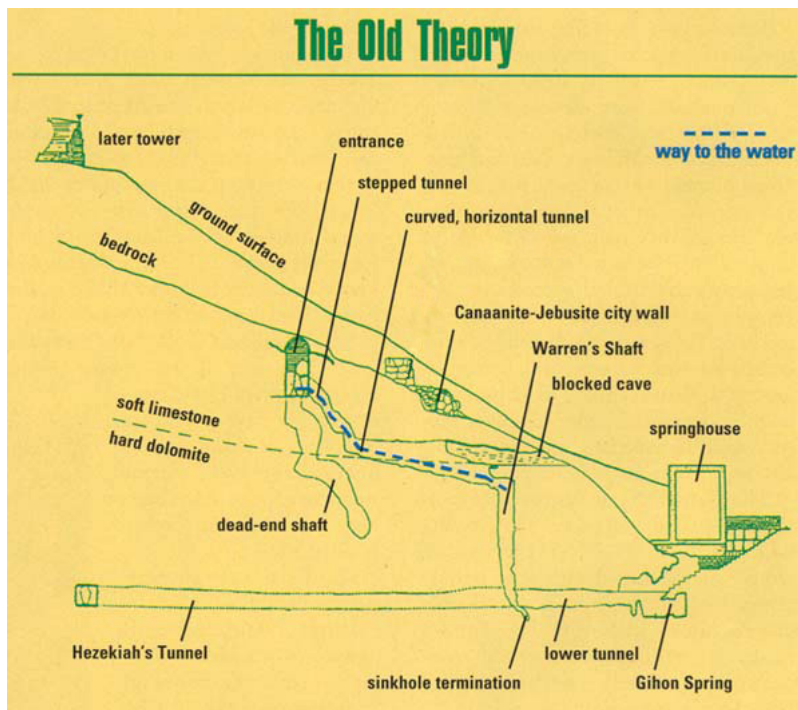 The Old Theory
later tower
entrance
way to the water
stepped tunnel
curved, horizontal tunnel
ground surface
bedrock
Canaanite-Jebusite city wall
Warren's Shaft
blocked cave
soft limestone
springhouse
hard dolomite
dead-end shaft
Hezekiah's Tunnel
lower tunnel
sinkhole termination
Gihon Spring